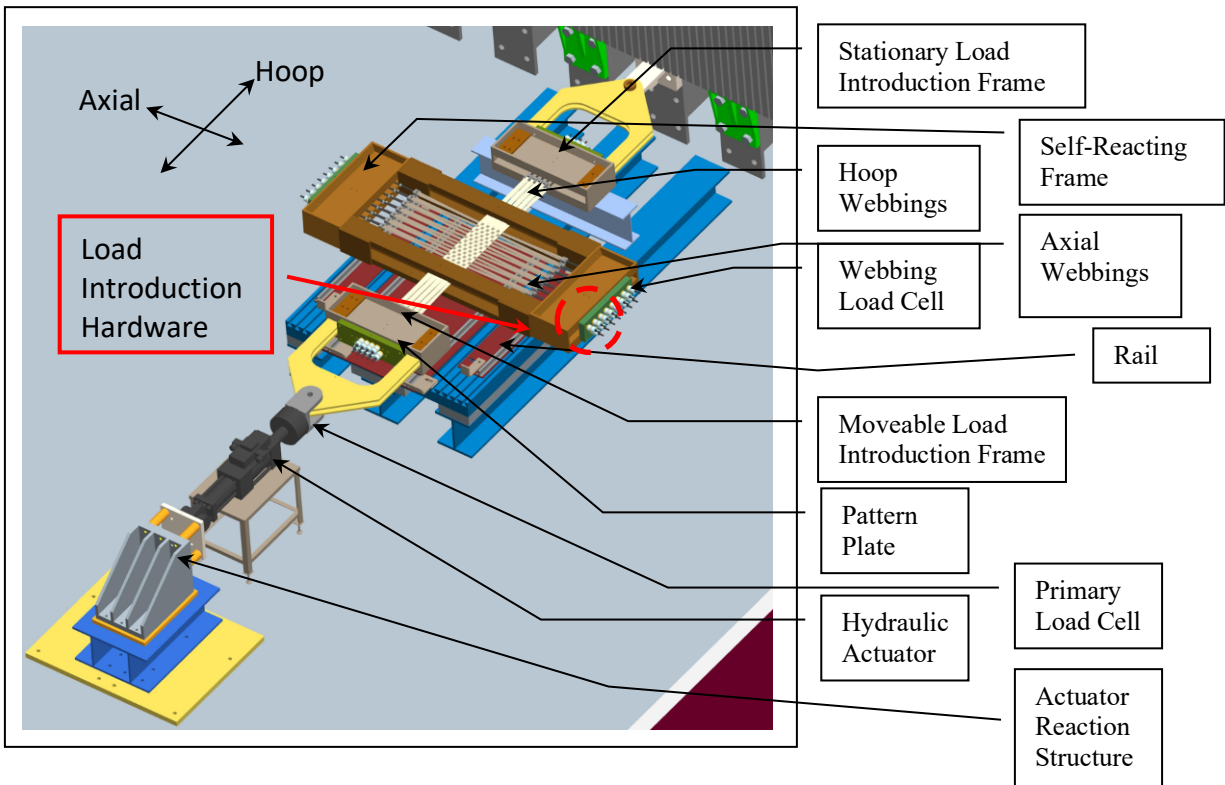 Hoop
Axial
Load
Introduction
Hardware
Stationary Load
Introduction Frame
Self-Reacting
Frame
Hoop
Webbings
Axial
Webbings
Webbing
Load Cell
Rail
Moveable Load
Introduction Frame
Pattern
Plate
Primary
Load Cell
Hydraulic
Actuator
Actuator
Reaction
Structure